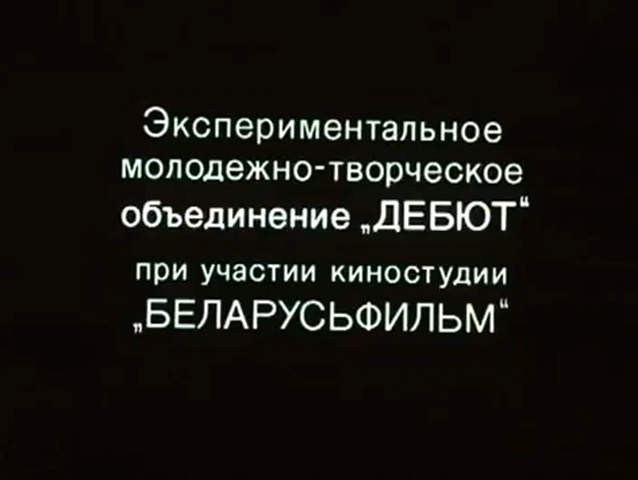 Экспериментальное
молодежно-творческое
объединение „ДЕБЮТ“
при участии киностудии
„БЕЛАРУСЬФИЛЬМ“